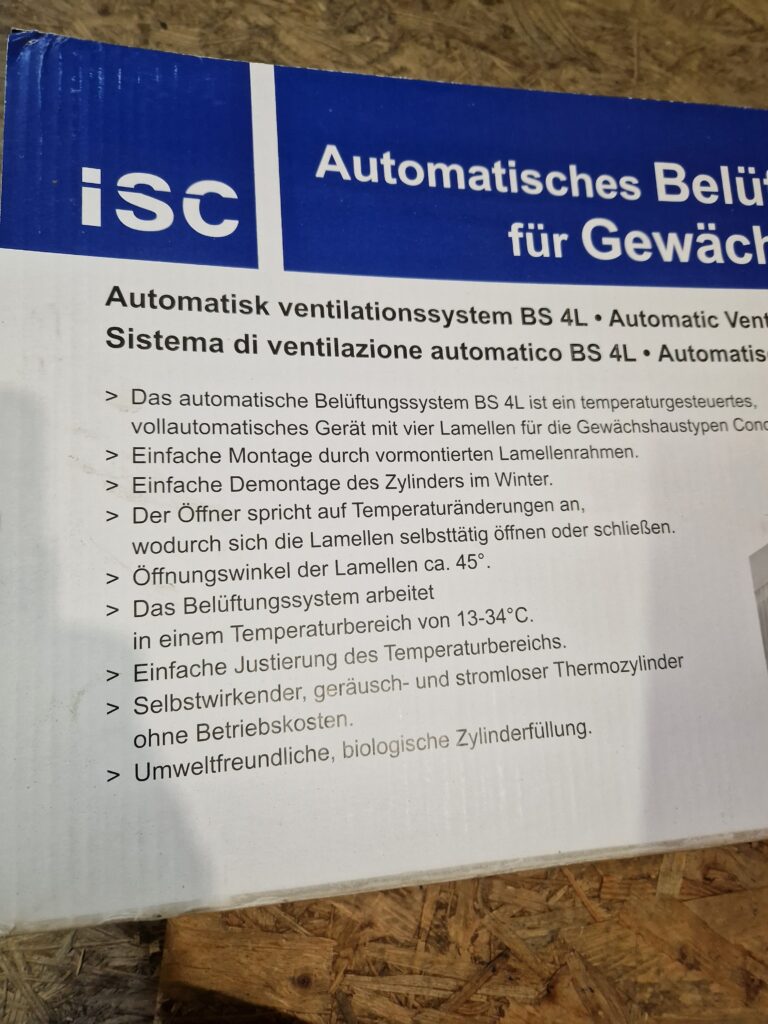 isc
Automatisches Belüf
für Gewäch
Automatisk ventilationssystem BS 4L • Automatic Vent
Sistema di ventilazione automatico BS 4L • Automatis
> Das automatische Belüftungssystem BS 4L ist ein temperaturgesteuertes,
vollautomatisches Gerät mit vier Lamellen für die Gewächshaustypen Conc
> Einfache Montage durch vormontierten Lamellenrahmen.
> Einfache Demontage des Zylinders im Winter.
> Der Öffner spricht auf Temperaturänderungen an,
wodurch sich die Lamellen selbsttätig öffnen oder schließen.
> Öffnungswinkel der Lamellen ca. 45°.
> Das Belüftungssystem arbeitet
in einem Temperaturbereich von 13-34°C.
> Einfache Justierung des Temperaturbereichs.
> Selbstwirkender, geräusch- und stromloser Thermozylinder
ohne Betriebskosten.
> Umweltfreundliche, biologische Zylinderfüllung.